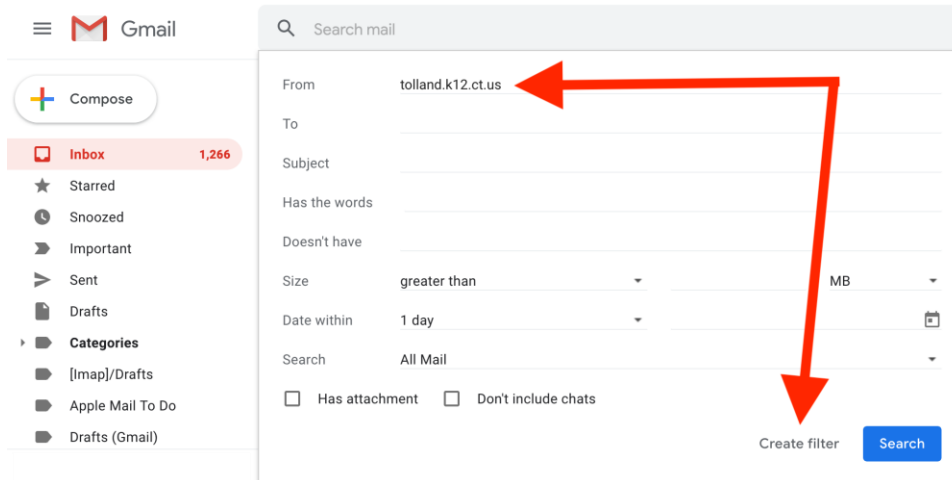 Gmail
Search mail
Compose
Inbox 1,266
Starred
Snoozed
Important
Sent
Drafts
Categories
[Imap]/Drafts
Apple Mail To Do
Drafts (Gmail)
From tolland.k12.ct.us
To
Subject
Has the words
Doesn't have
Size greater than MB
Date within 1 day
Search All Mail
Has attachment Don't include chats
Create filter Search